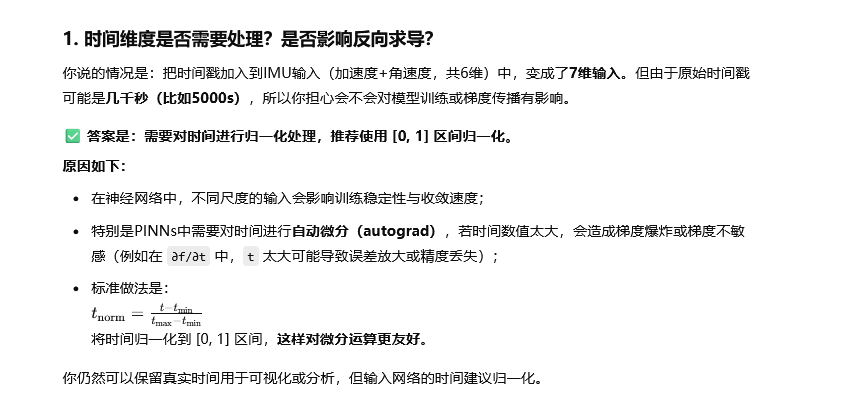 1. 时间维度是否需要处理？是否影响反向求导？
你说的情况是：把时间戳加入到IMU输入（加速度+角速度，共6维）中，变成了7维输入。但由于原始时间戳
可能是几千秒（比如5000s），所以你担心会不会对模型训练或梯度传播有影响。
✅ 答案是：需要对时间进行归一化处理，推荐使用 [0, 1] 区间归一化。
原因如下：
• 在神经网络中，不同尺度的输入会影响训练稳定性与收敛速度；
• 特别是PINNs中需要对时间进行自动微分（autograd），若时间数值太大，会造成梯度爆炸或梯度不敏
感（例如在 ∂f/∂t 中，t 太大可能导致误差放大或精度丢失）；
• 标准做法是：
t_norm = (t−t_min)/(t_max−t_min)
将时间归一化到 [0, 1] 区间，这样对微分运算更友好。
你仍然可以保留真实时间用于可视化或分析，但输入网络的时间建议归一化。